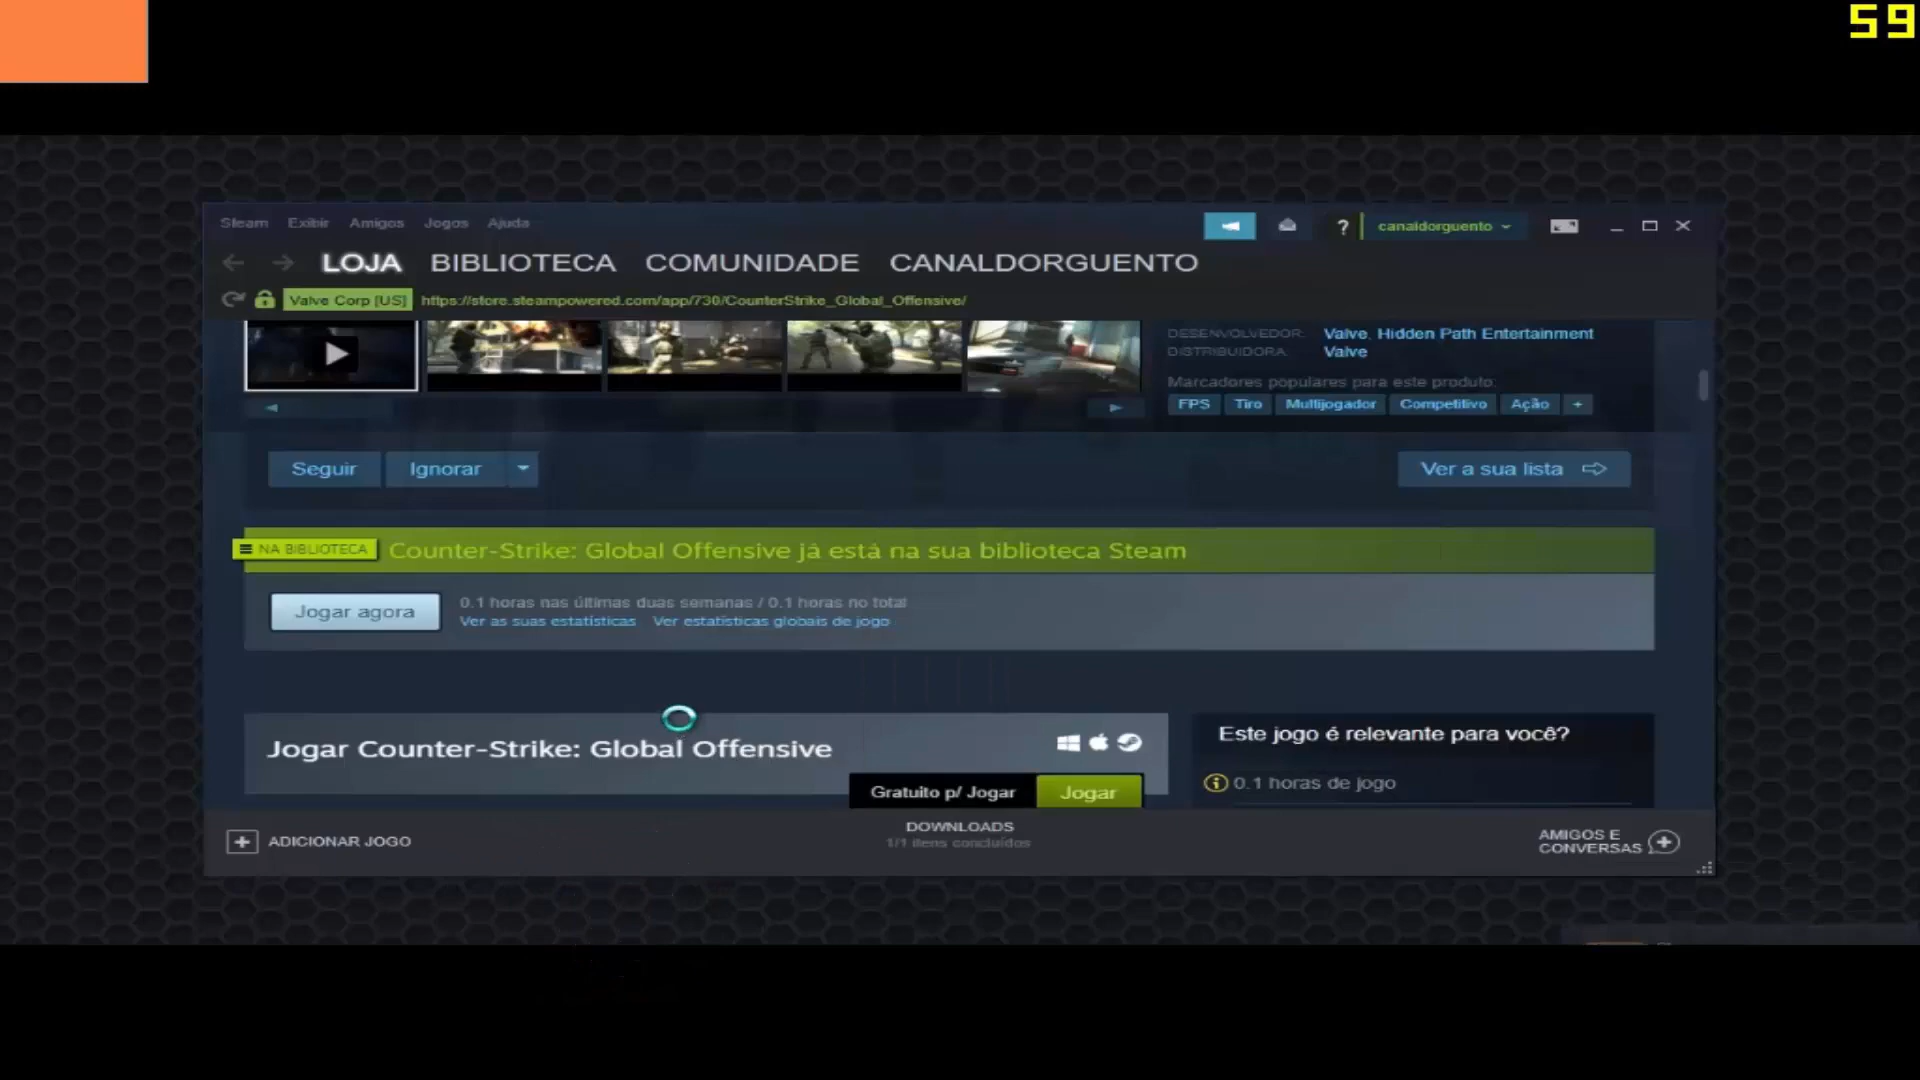 59
Steam Exibir Amigos Jogos Ajuda
? canaldorguento
LOJA BIBLIOTECA COMUNIDADE CANALDORGUENTO
Valve Corp [US] https://store.steampowered.com/app/730/CounterStrike_Global_Offensive/
DESENVOLVEDOR: Valve, Hidden Path Entertainment
DISTRIBUIDORA: Valve
Marcadores populares para este produto:
FPS Tiro Multijogador Competitivo Ação +
Seguir Ignorar Ver a sua lista
NA BIBLIOTECA Counter-Strike: Global Offensive já está na sua biblioteca Steam
Jogar agora
0.1 horas nas últimas duas semanas / 0.1 horas no total
Ver as suas estatísticas Ver estatísticas globais de jogo
Jogar Counter-Strike: Global Offensive
Gratuito p/ Jogar Jogar
Este jogo é relevante para você?
0.1 horas de jogo
ADICIONAR JOGO
DOWNLOADS
1/1 itens concluídos
AMIGOS E
CONVERSAS